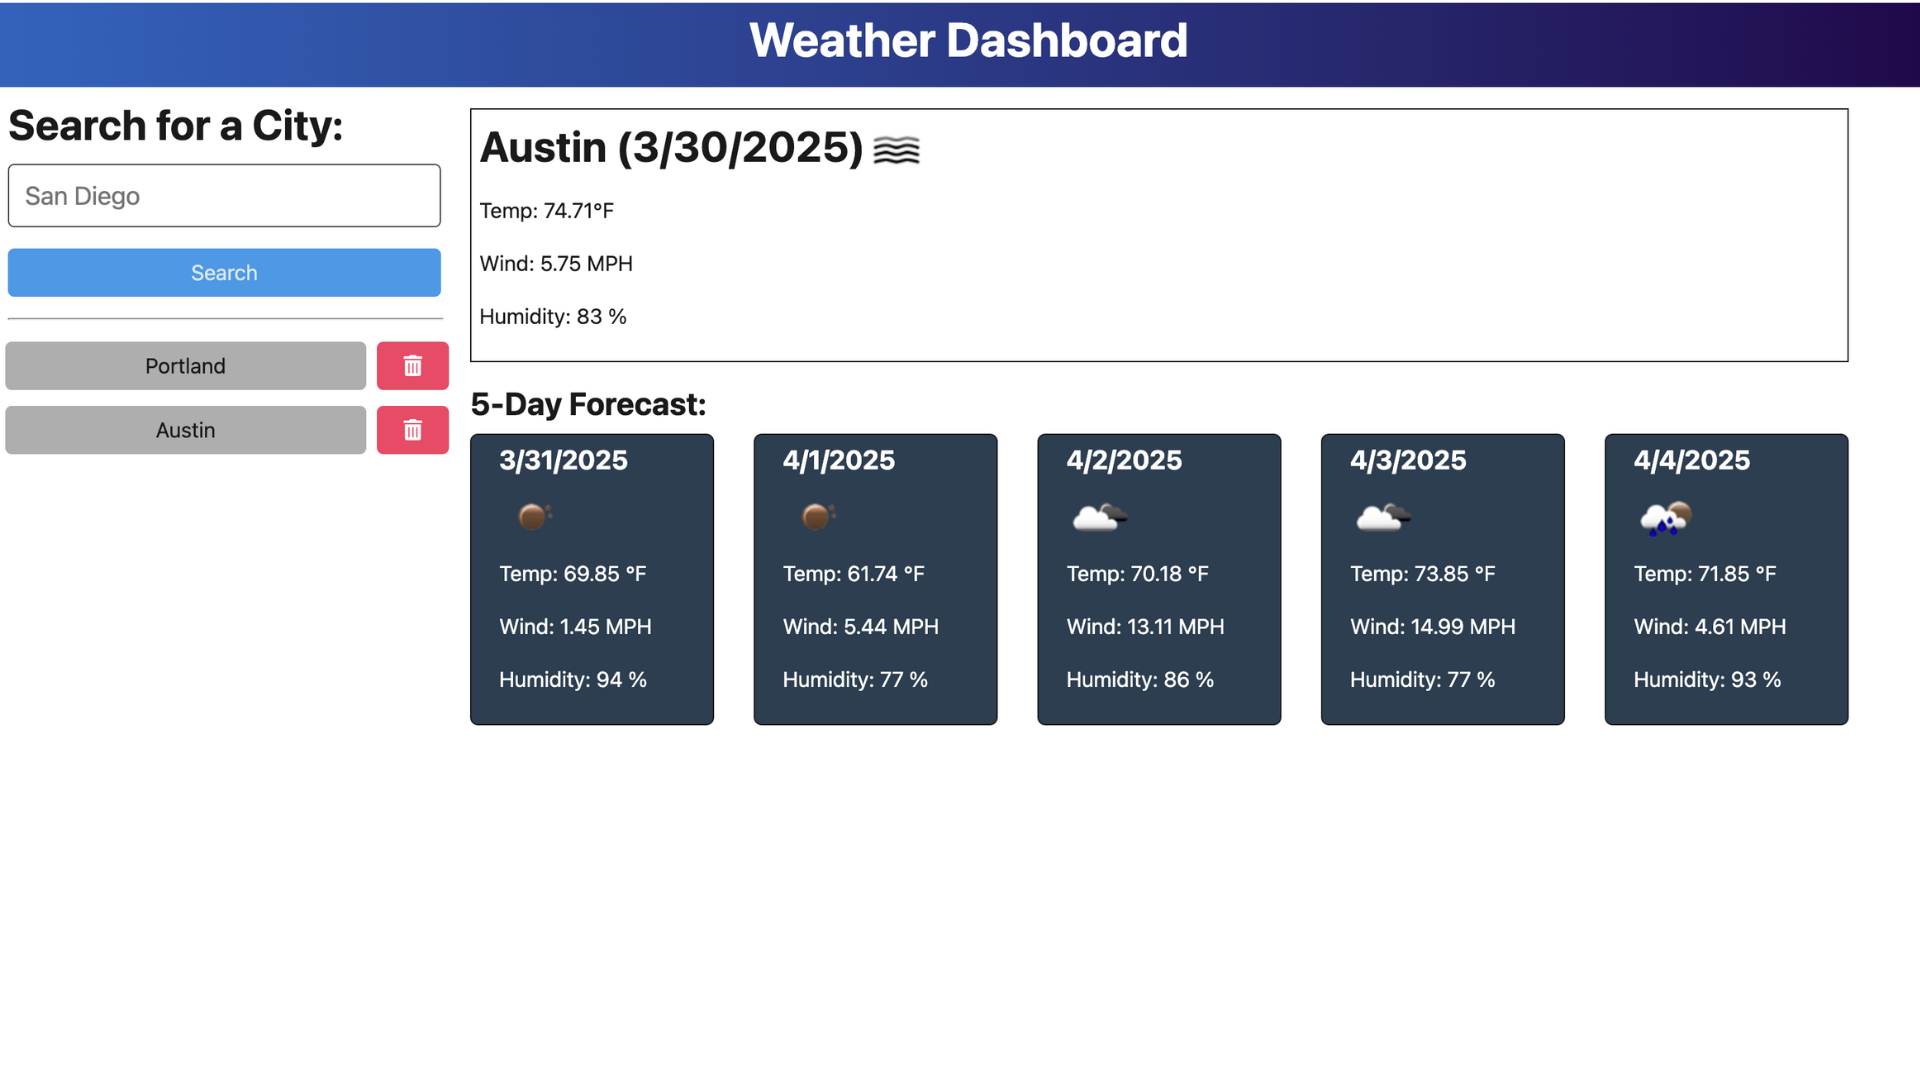 Weather Dashboard
Search for a City:
San Diego
Search
Portland
Austin
Austin (3/30/2025)
Temp: 74.71°F
Wind: 5.75 MPH
Humidity: 83 %
5-Day Forecast:
3/31/2025
Temp: 69.85 °F
Wind: 1.45 MPH
Humidity: 94 %
4/1/2025
Temp: 61.74 °F
Wind: 5.44 MPH
Humidity: 77 %
4/2/2025
Temp: 70.18 °F
Wind: 13.11 MPH
Humidity: 86 %
4/3/2025
Temp: 73.85 °F
Wind: 14.99 MPH
Humidity: 77 %
4/4/2025
Temp: 71.85 °F
Wind: 4.61 MPH
Humidity: 93 %